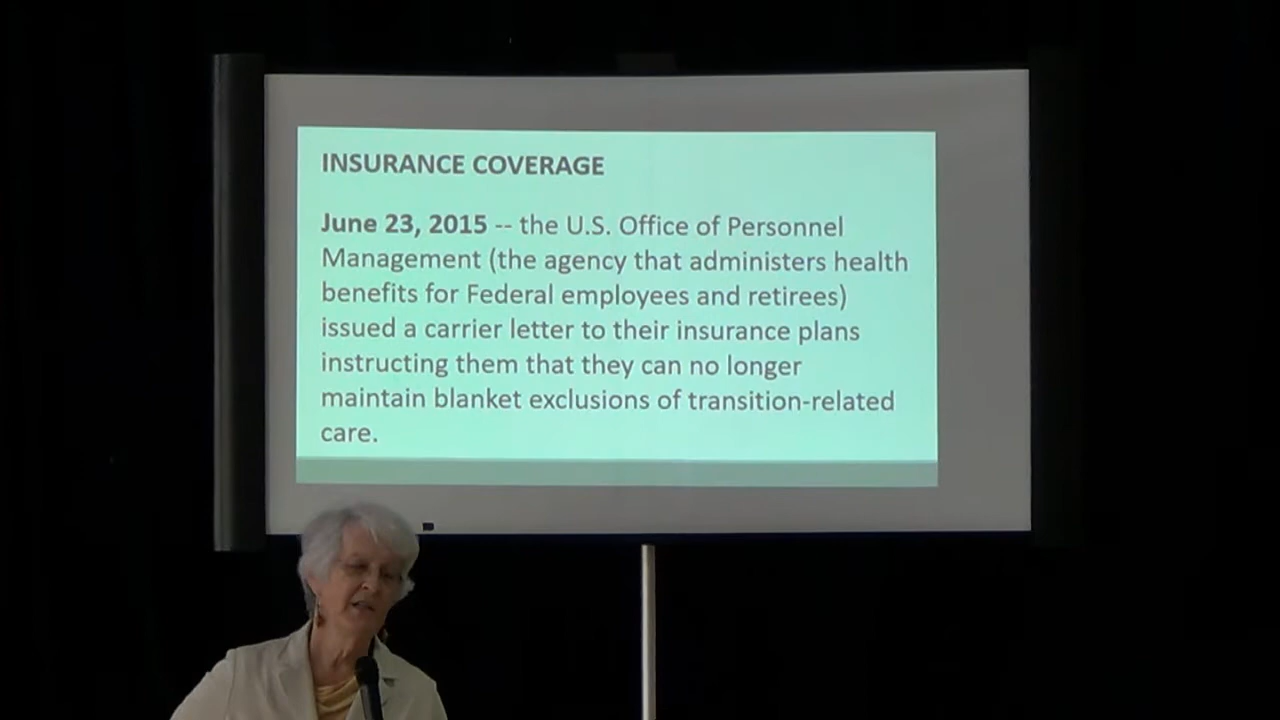 INSURANCE COVERAGE
June 23, 2015 -- the U.S. Office of Personnel
Management (the agency that administers health
benefits for Federal employees and retirees)
issued a carrier letter to their insurance plans
instructing them that they can no longer
maintain blanket exclusions of transition-related
care.